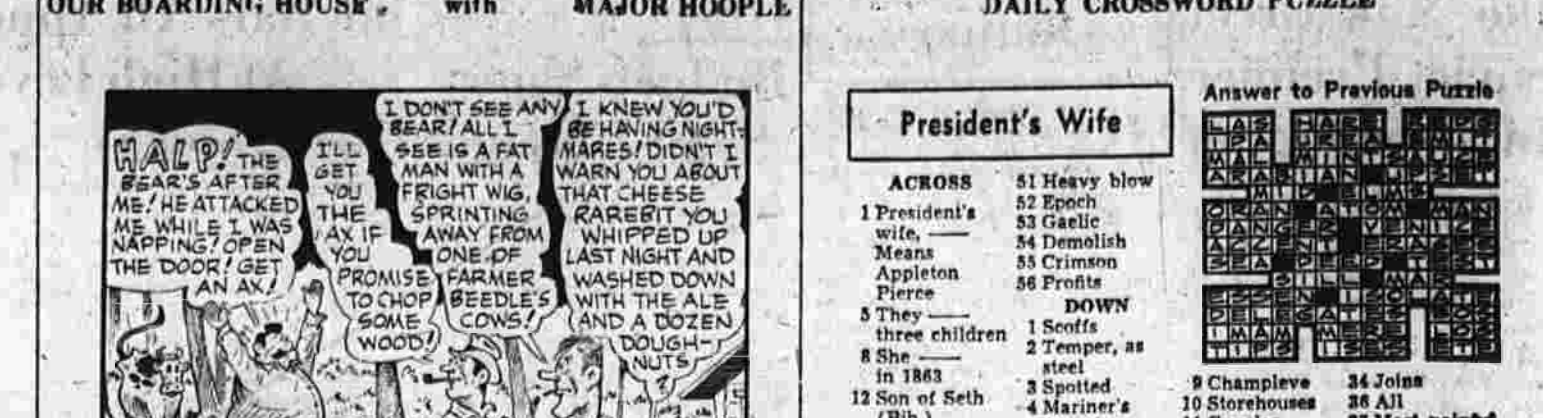 OUR BOARDING HOUSE with MAJOR HOOPLE
HALP! THE
BEAR'S AFTER
ME! HE ATTACKED
ME WHILE I WAS
NAPPING! OPEN
THE DOOR! GET
AN AX!
I'LL
GET
YOU
THE
AX IF
YOU
PROMISE
TO CHOP
SOME
WOOD!
I DON'T SEE ANY
BEAR! ALL I
SEE IS A FAT
MAN WITH A
FRIGHT WIG,
SPRINTING
AWAY FROM
ONE OF
FARMER
BEEDLE'S
COWS!
I KNEW YOU'D
BE HAVING NIGHT-
MARES! DIDN'T I
WARN YOU ABOUT
THAT CHEESE
RAREBIT YOU
WHIPPED UP
LAST NIGHT AND
WASHED DOWN
WITH THE ALE
AND A DOZEN
DOUGH-
NUTS
DAILY CROSSWORD PUZZLE
President's Wife
ACROSS
1 President's
wife, ——
Means
Appleton
Pierce
5 They ——
three children
8 She ——
in 1863
12 Son of Seth
(Bib.)
51 Heavy blow
52 Epoch
53 Gaelic
54 Demolish
55 Crimson
56 Profits
DOWN
1 Scoffs
2 Temper, as
steel
3 Spotted
4 Mariner's
Answer to Previous Puzzle
9 Champleve
10 Storehouses
34 Joins
36 All